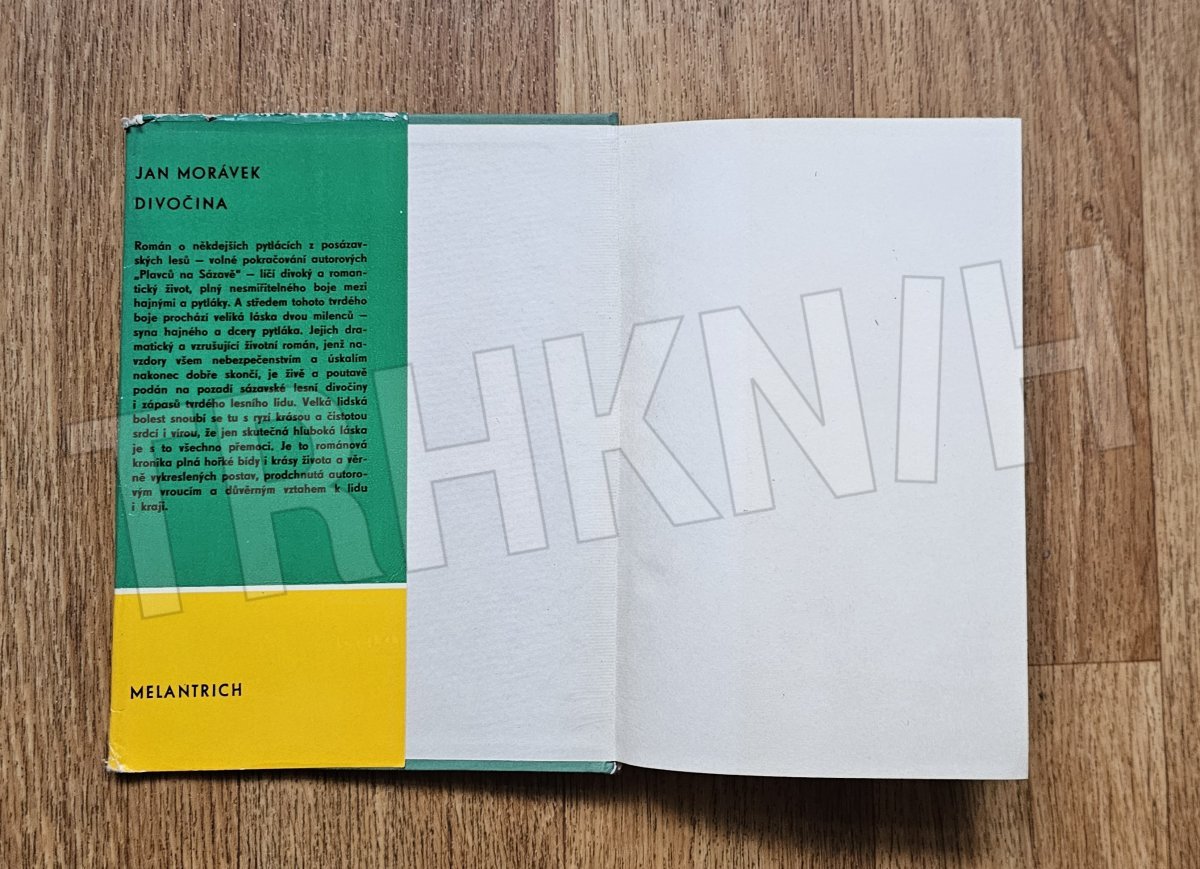 JAN MORÁVEK
DIVOČINA
Román o někdejších pytlácích z posázav-
ských lesů — volné pokračování autorových
„Plavců na Sázavě" — líčí divoký a roman-
tický život, plný nesmiřitelného boje mezi
hajnými a pytláky. A středem tohoto tvrdého
boje prochází veliká láska dvou milenců —
syna hajného a dcery pytláka. Jejich dra-
matický a vzrušující životní román, jenž na-
vzdory všem nebezpečenstvím a úskalím
nakonec dobře skončí, je živě a poutavě
podán na pozadí sázavské lesní divočiny
i zápasů tvrdého lesního lidu. Velká lidská
bolest snoubí se tu s ryzí krásou a čistotou
srdcí i vírou, že jen skutečná hluboká láska
je s to všechno přemoci. Je to románová
kronika plná hořké bídy i krásy života a věr-
ně vykreslených postav, prodchnutá autoro-
vým vroucím a důvěrným vztahem k lidu
i kraji.
MELANTRICH
TRHKNIH